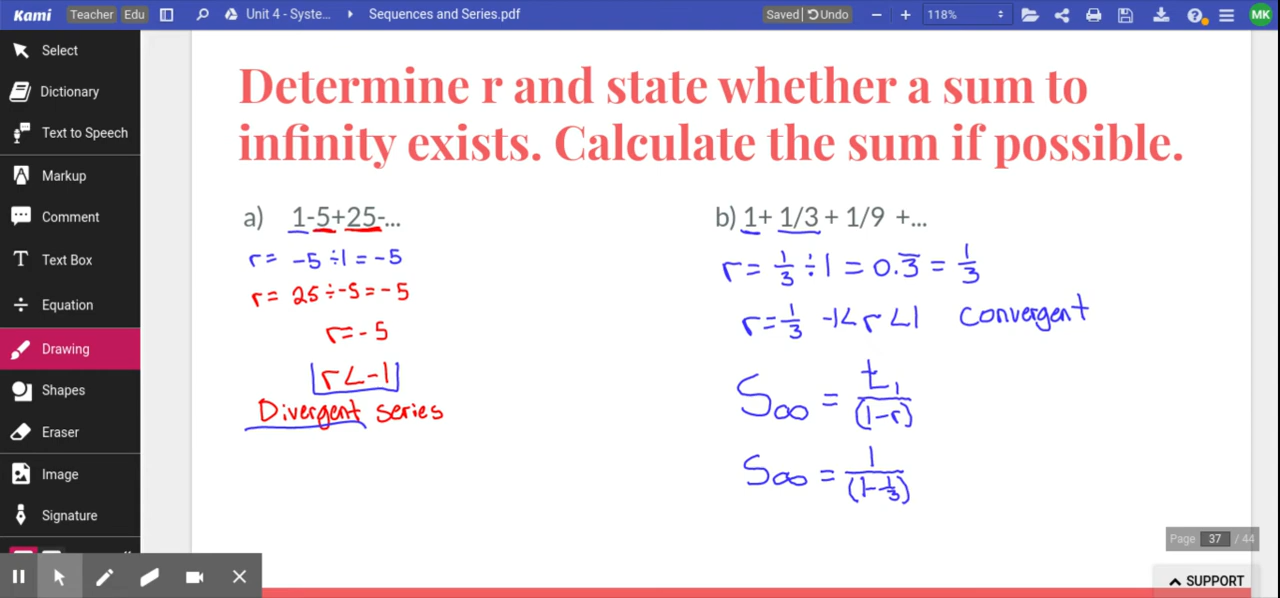 Kami Teacher Edu Unit 4 - Syste... Sequences and Series.pdf Saved Undo 118% MK
Select
Dictionary
Text to Speech
Markup
Comment
Text Box
Equation
Drawing
Shapes
Eraser
Image
Signature
Determine r and state whether a sum to
infinity exists. Calculate the sum if possible.
a) 1-5+25-...
r= -5 ÷1 = -5
r= 25 ÷ -5 = -5
r= -5
r < -1
Divergent series
b) 1+ 1/3 + 1/9 +...
r = 1/3 ÷ 1 = 0.3̅ = 1/3
r = 1/3 -1< r <1 convergent
S∞ = t₁/(1-r)
S∞ = 1/(1-1/3)
Page 37 / 44
SUPPORT